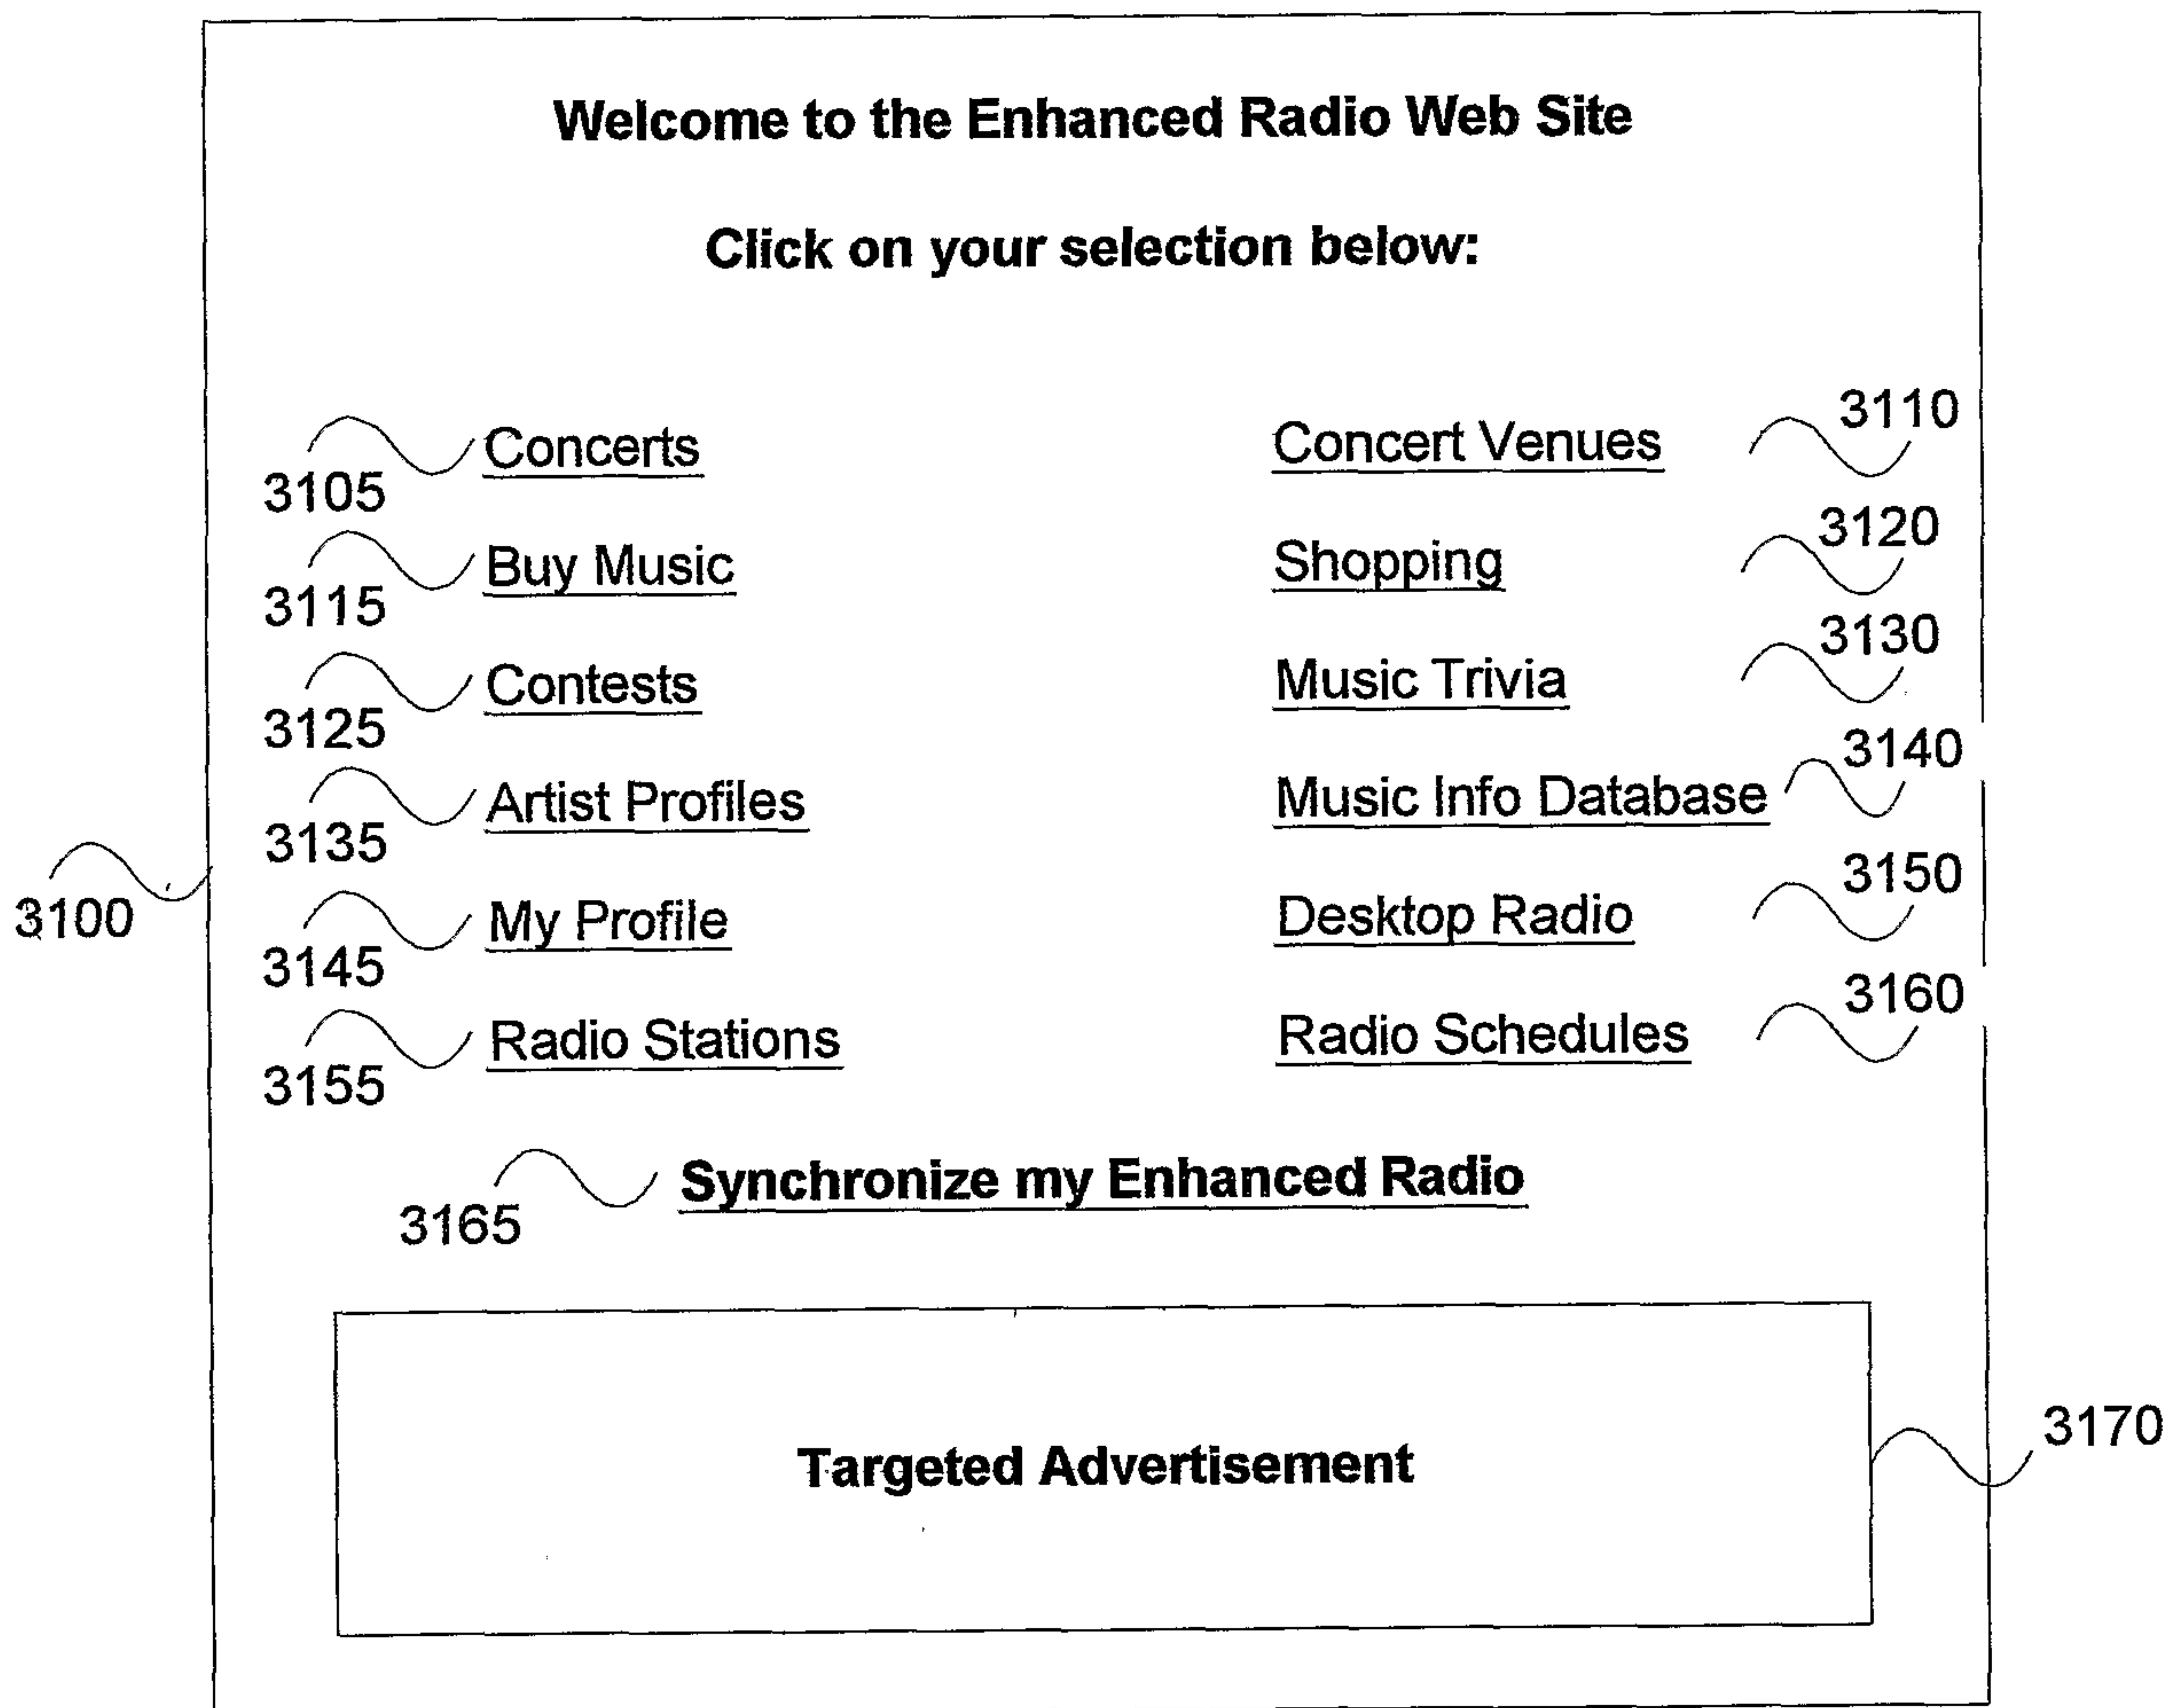 Welcome to the Enhanced Radio Web Site
Click on your selection below:
Concerts
3105
Concert Venues
3110
Buy Music
3115
Shopping
3120
Contests
3125
Music Trivia
3130
Artist Profiles
3135
Music Info Database
3140
3100
My Profile
3145
Desktop Radio
3150
Radio Stations
3155
Radio Schedules
3160
Synchronize my Enhanced Radio
3165
Targeted Advertisement
3170